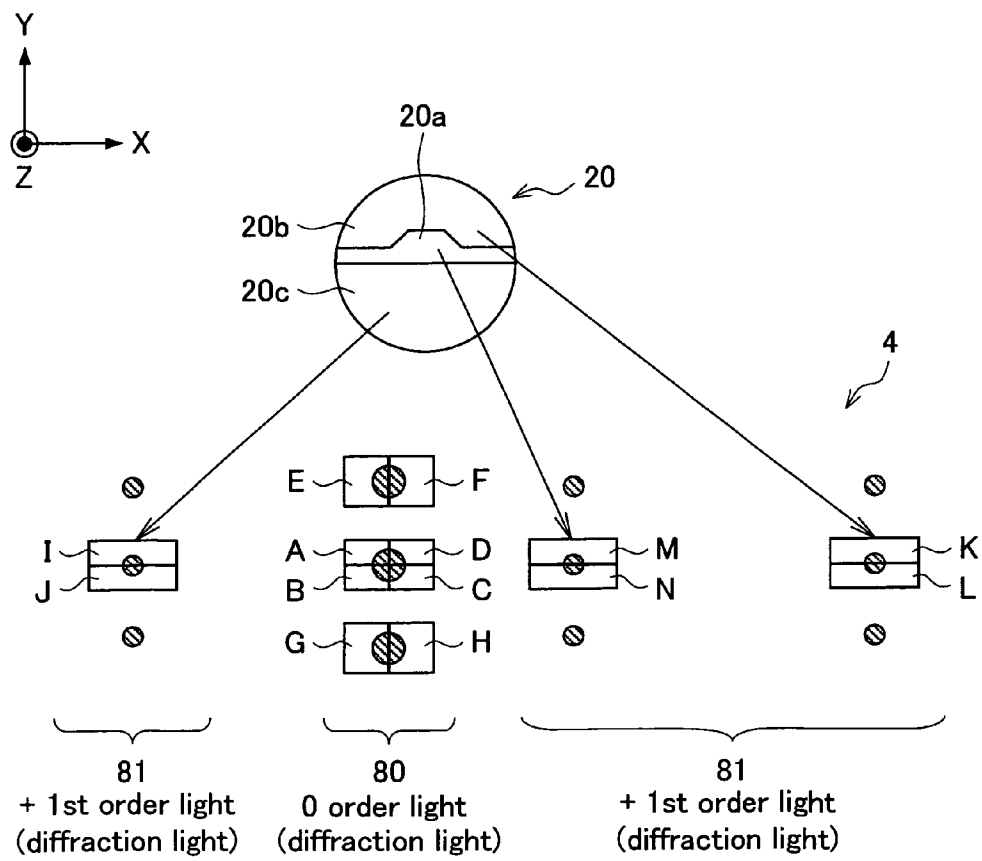 Y
X
Z
20a
20
20b
20c
4
E F
I A D M K
J B C N L
G H
81 80 81
+ 1st order light 0 order light + 1st order light
(diffraction light) (diffraction light) (diffraction light)